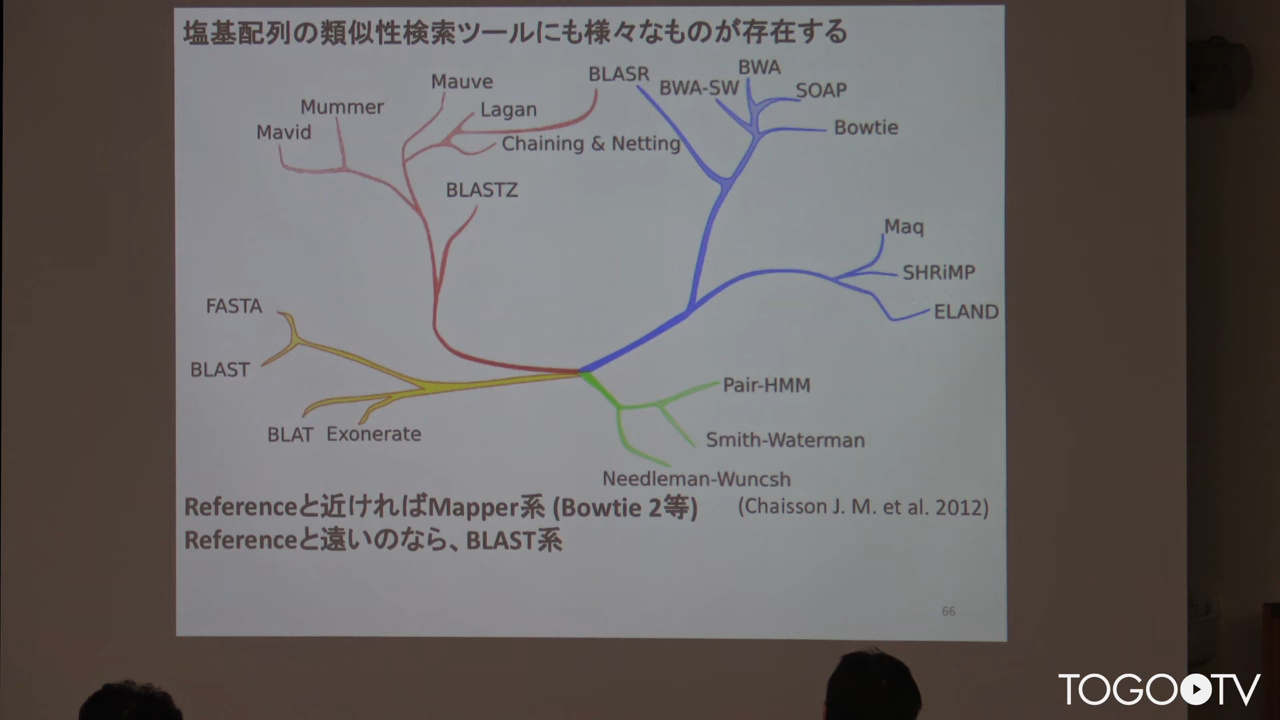 塩基配列の類似性検索ツールにも様々なものが存在する
BWA
BLASR
Mauve
BWA-SW
SOAP
Mummer
Lagan
Mavid
Bowtie
Chaining & Netting
BLASTZ
Maq
SHRiMP
FASTA
ELAND
BLAST
Pair-HMM
BLAT
Exonerate
Smith-Waterman
Needleman-Wuncsh
Referenceと近ければMapper系 (Bowtie 2等)
(Chaisson J. M. et al. 2012)
Referenceと遠いのなら、BLAST系
66
TOGO TV